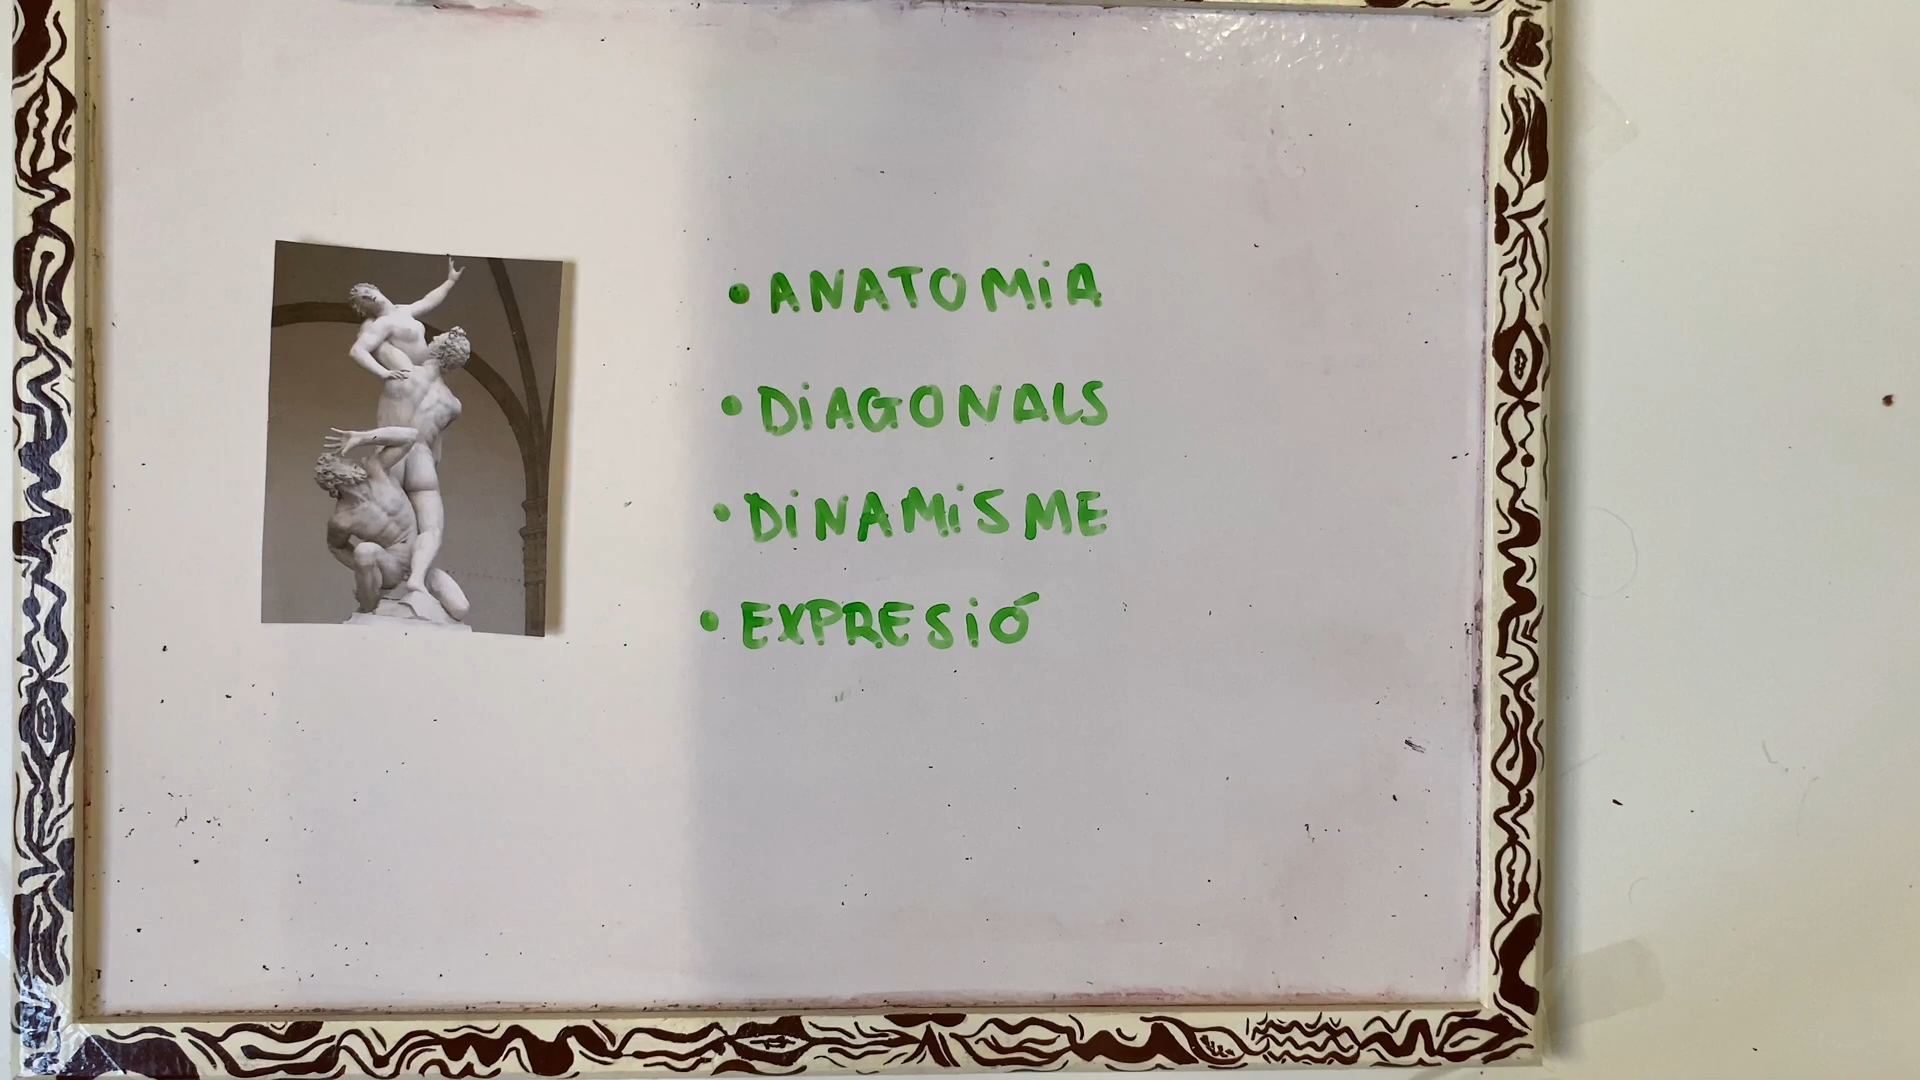 • ANATOMiA
• DiAGONALS
• DiNAMiSME
• EXPRESiÓ